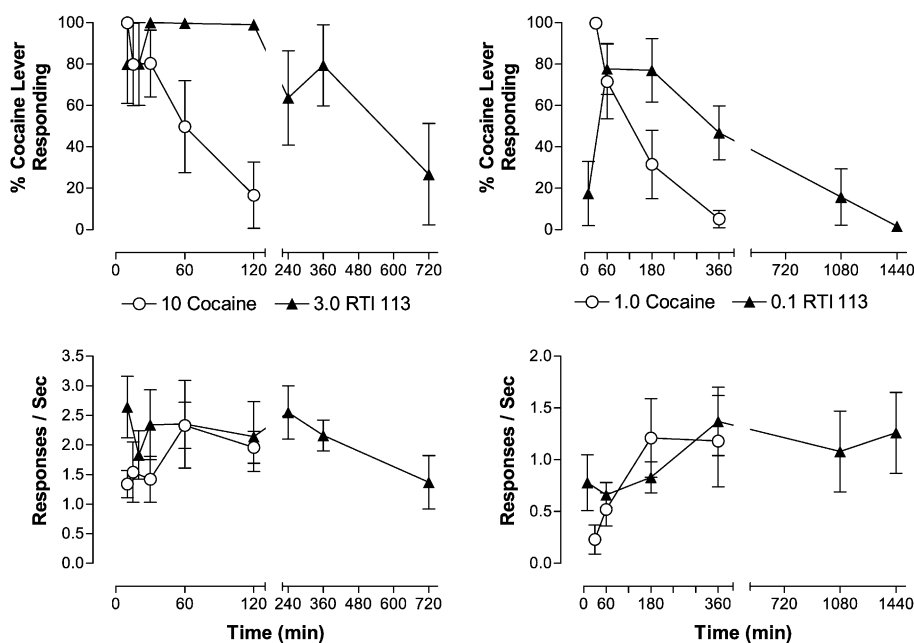 % Cocaine Lever
Responding
100
80
60
40
20
0
0 60 120 240 360 480 600 720
10 Cocaine 3.0 RTI 113
% Cocaine Lever
Responding
100
80
60
40
20
0
0 60 180 360 720 1080 1440
1.0 Cocaine 0.1 RTI 113
Responses / Sec
3.5
3.0
2.5
2.0
1.5
1.0
0.5
0.0
0 60 120 240 360 480 600 720
Time (min)
Responses / Sec
2.0
1.5
1.0
0.5
0.0
0 60 180 360 720 1080 1440
Time (min)